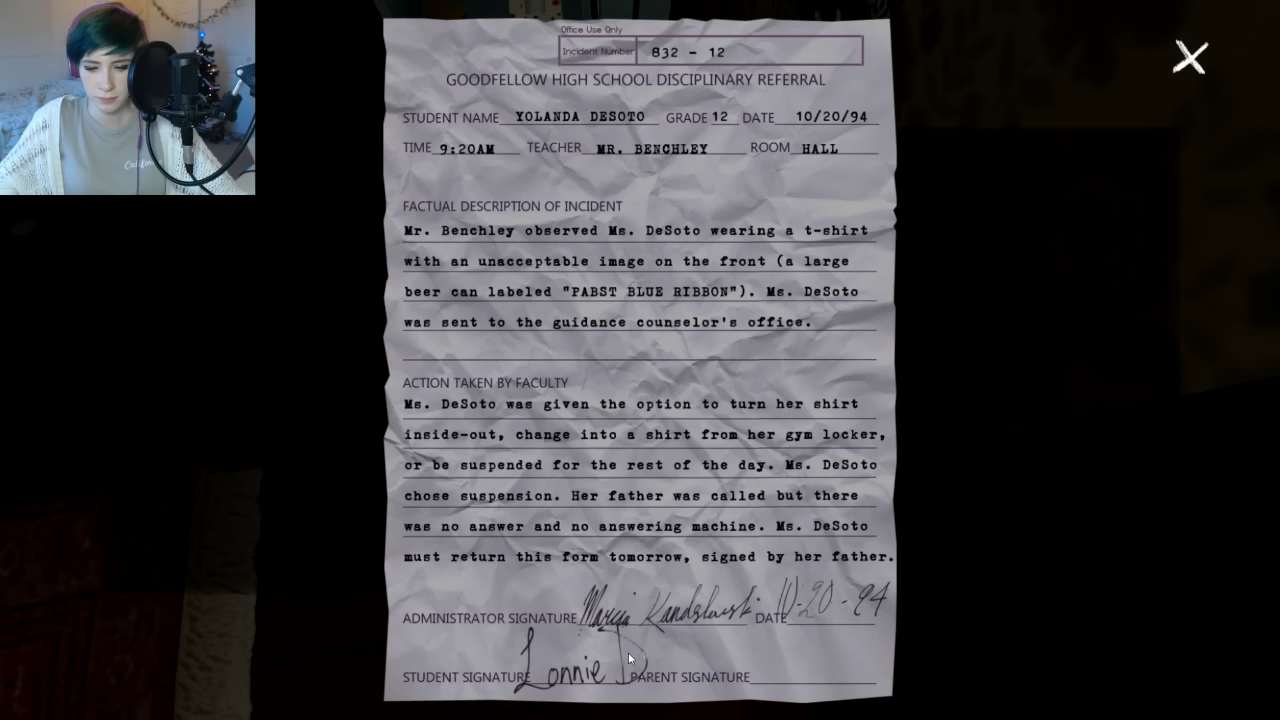 Office Use Only
Incident Number 832 - 12
GOODFELLOW HIGH SCHOOL DISCIPLINARY REFERRAL
STUDENT NAME YOLANDA DESOTO GRADE 12 DATE 10/20/94
TIME 9:20AM TEACHER MR. BENCHLEY ROOM HALL
FACTUAL DESCRIPTION OF INCIDENT
Mr. Benchley observed Ms. DeSoto wearing a t-shirt
with an unacceptable image on the front (a large
beer can labeled "PABST BLUE RIBBON"). Ms. DeSoto
was sent to the guidance counselor's office.
ACTION TAKEN BY FACULTY
Ms. DeSoto was given the option to turn her shirt
inside-out, change into a shirt from her gym locker,
or be suspended for the rest of the day. Ms. DeSoto
chose suspension. Her father was called but there
was no answer and no answering machine. Ms. DeSoto
must return this form tomorrow, signed by her father.
ADMINISTRATOR SIGNATURE Marcia DATE 10-20-94
STUDENT SIGNATURE Lonnie D PARENT SIGNATURE